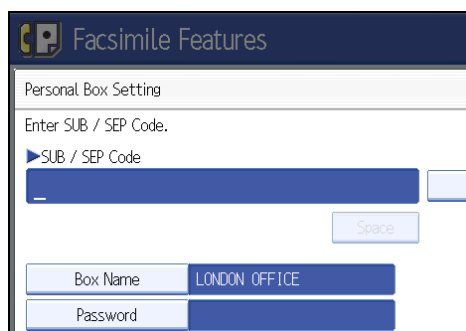 Facsimile Features
Personal Box Setting
Enter SUB / SEP Code.
►SUB / SEP Code
_
Space
Box Name LONDON OFFICE
Password